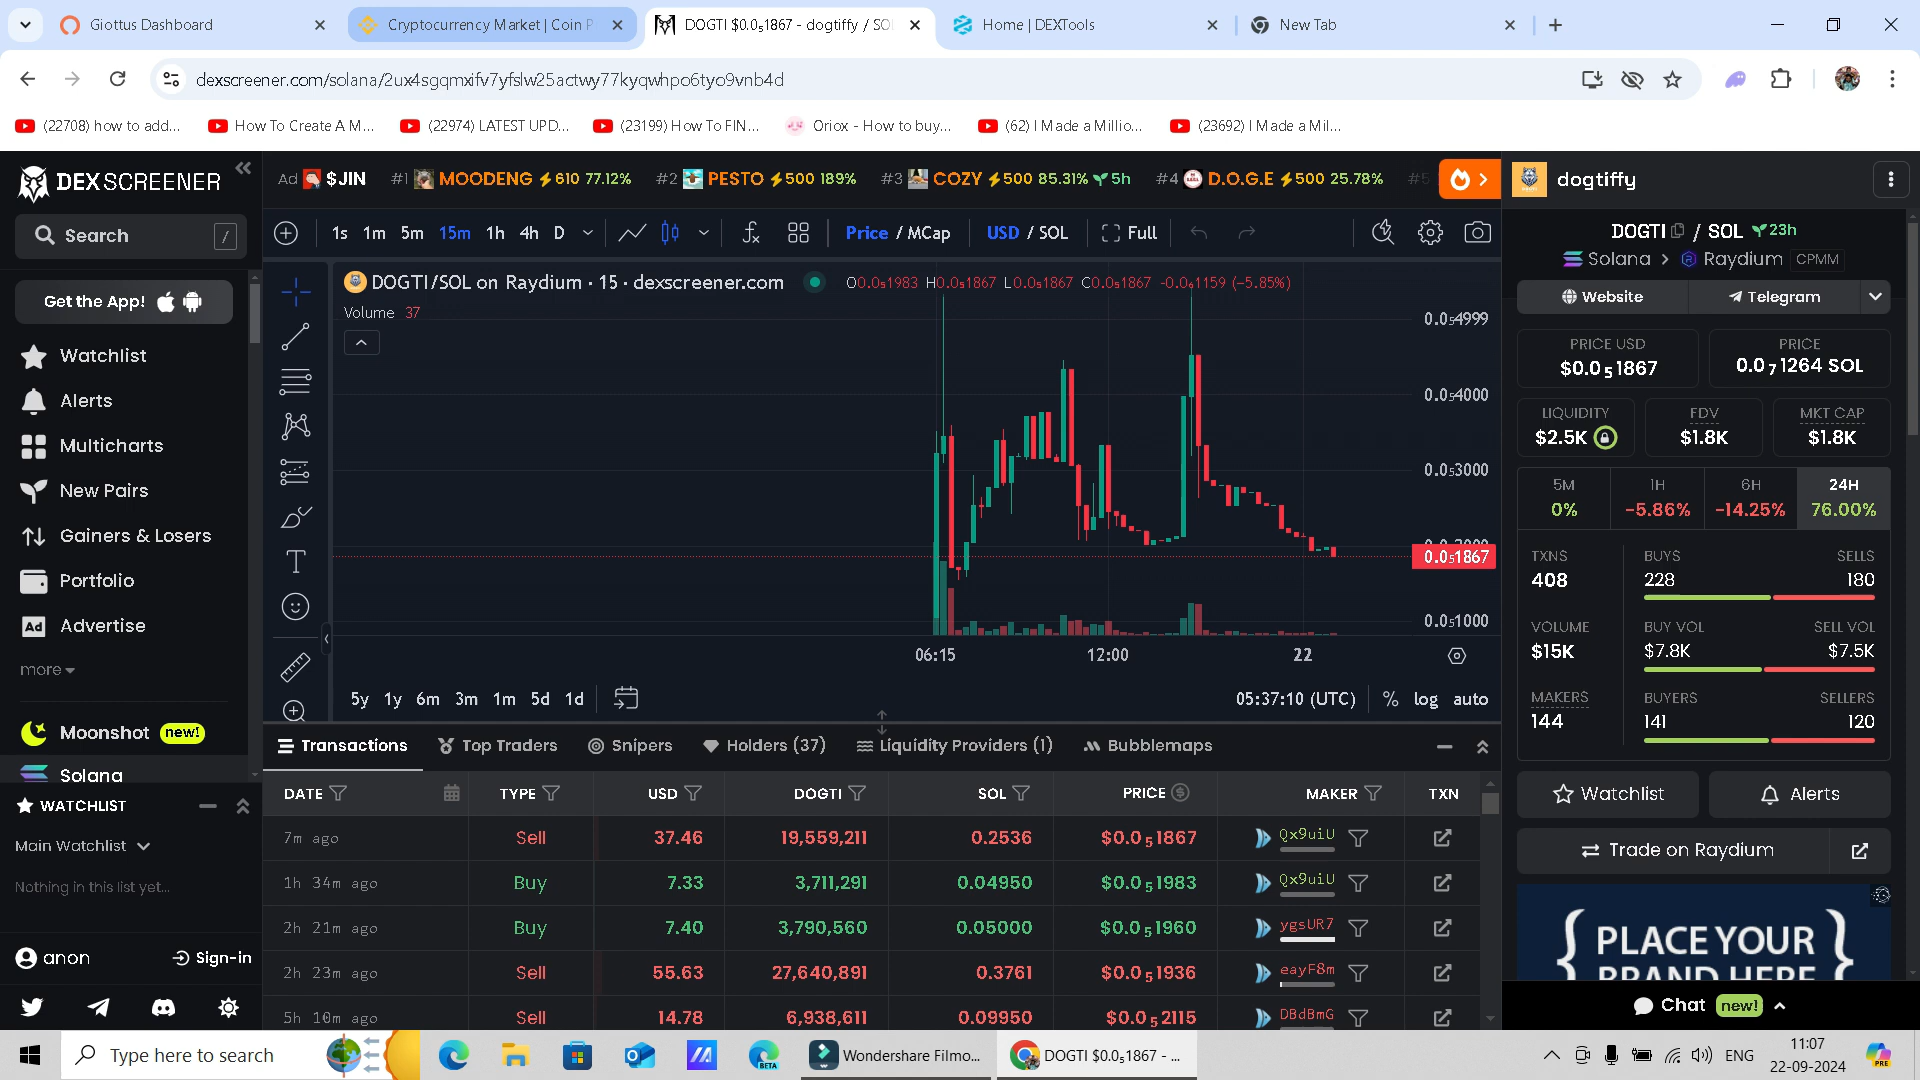 Giottus Dashboard
Cryptocurrency Market | Coin P
DOGTI $0.0₅1867 - dogtiffy / SO
Home | DEXTools
New Tab
dexscreener.com/solana/2ux4sgqmxifv7yfslw25actwy77kyqwhpo6tyo9vnb4d
(22708) how to add...
How To Create A M...
(22974) LATEST UPD...
(23199) How To FIN...
Oriox - How to buy...
(62) I Made a Millio...
(23692) I Made a Mil...
DEX SCREENER
Ad $JIN #1 MOODENG 610 77.12% #2 PESTO 500 189% #3 COZY 500 85.31% 5h #4 D.O.G.E 500 25.78% #5
dogtiffy
Search /
1s 1m 5m 15m 1h 4h D Price / MCap USD / SOL Full
DOGTI / SOL 23h
Solana > Raydium CPMM
Get the App!
DOGTI/SOL on Raydium · 15 · dexscreener.com O0.0₅1983 H0.0₅1867 L0.0₅1867 C0.0₅1867 -0.0₆1159 (−5.85%)
Volume 37
Website
Telegram
Watchlist
Alerts
Multicharts
New Pairs
Gainers & Losers
Portfolio
Ad Advertise
more
Moonshot new!
Solana
0.0₅4999
0.0₅4000
0.0₅3000
0.0₅1867
0.0₅1000
06:15 12:00 22
5y 1y 6m 3m 1m 5d 1d 05:37:10 (UTC) % log auto
PRICE USD
$0.0₅1867
PRICE
0.0₇1264 SOL
LIQUIDITY
$2.5K
FDV
$1.8K
MKT CAP
$1.8K
5M 1H 6H 24H
0% -5.86% -14.25% 76.00%
TXNS BUYS SELLS
408 228 180
VOLUME BUY VOL SELL VOL
$15K $7.8K $7.5K
MAKERS BUYERS SELLERS
144 141 120
Watchlist
Alerts
Trade on Raydium
PLACE YOUR
BRAND HERE
Chat new!
Transactions
Top Traders
Snipers
Holders (37)
Liquidity Providers (1)
Bubblemaps
DATE TYPE USD DOGTI SOL PRICE MAKER TXN
7m ago Sell 37.46 19,559,211 0.2536 $0.0₅1867 Qx9uiU
1h 34m ago Buy 7.33 3,711,291 0.04950 $0.0₅1983 Qx9uiU
2h 21m ago Buy 7.40 3,790,560 0.05000 $0.0₅1960 ygsUR7
2h 23m ago Sell 55.63 27,640,891 0.3761 $0.0₅1936 eayF8m
5h 10m ago Sell 14.78 6,938,611 0.09950 $0.0₅2115 DBdBmG
WATCHLIST
Main Watchlist
Nothing in this list yet...
anon
Sign-in
Type here to search
BETA
Wondershare Filmo...
DOGTI $0.0₅1867 - ...
ENG
11:07
22-09-2024
PRE